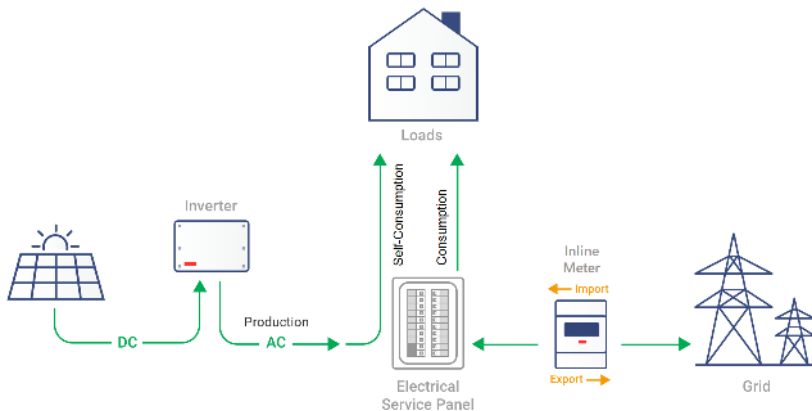 Loads
Self-Consumption
Consumption
Inverter
Inline
Meter
Import
Production
DC
AC
Export
Electrical
Service Panel
Grid